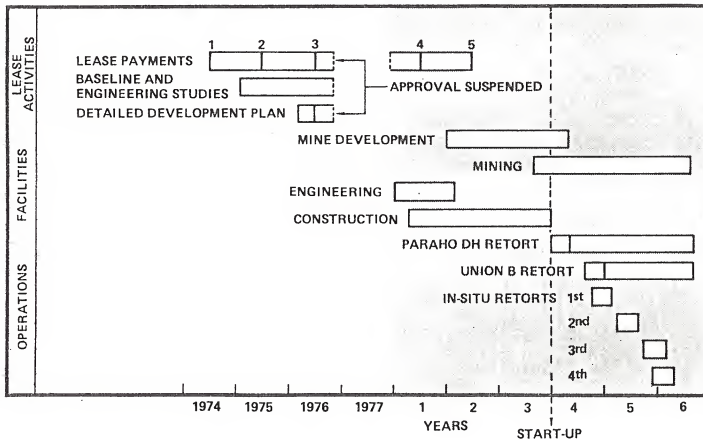 LEASE ACTIVITIES
FACILITIES
OPERATIONS
1 2 3 4 5
LEASE PAYMENTS
BASELINE AND
ENGINEERING STUDIES
APPROVAL SUSPENDED
DETAILED DEVELOPMENT PLAN
MINE DEVELOPMENT
MINING
ENGINEERING
CONSTRUCTION
PARAHO DH RETORT
UNION B RETORT
IN-SITU RETORTS 1st
2nd
3rd
4th
1974 1975 1976 1977 1 2 3 4 5 6
YEARS
START-UP